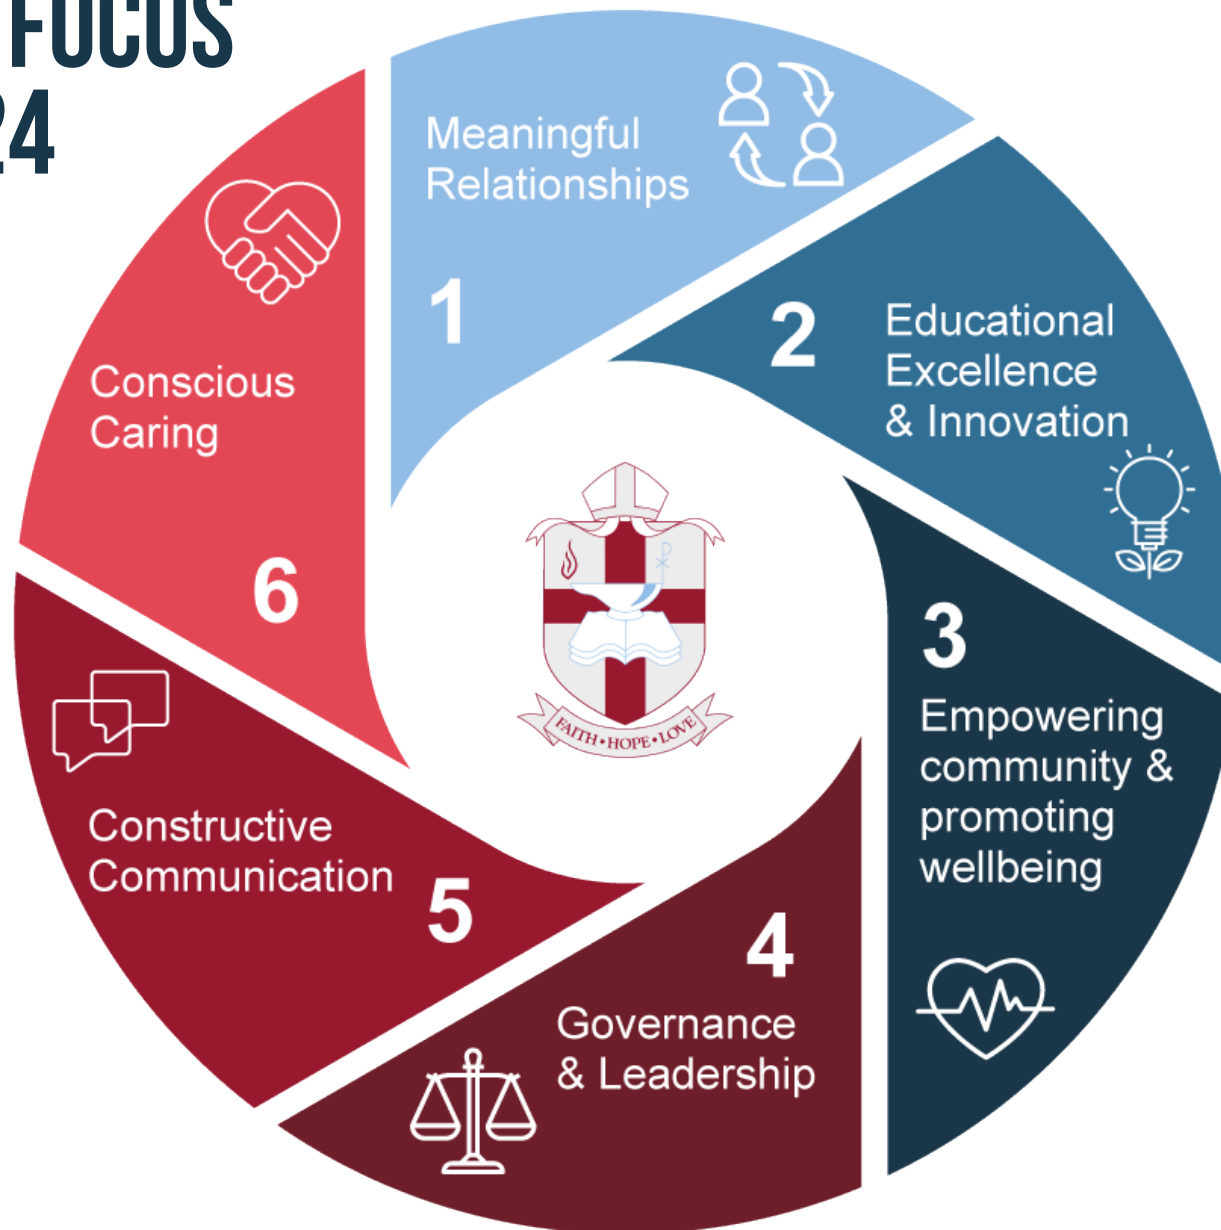 FOCUS
24
Meaningful
Relationships
1
2
Educational
Excellence
& Innovation
3
Empowering
community &
promoting
wellbeing
4
Governance
& Leadership
5
Constructive
Communication
6
Conscious
Caring
FAITH • HOPE • LOVE